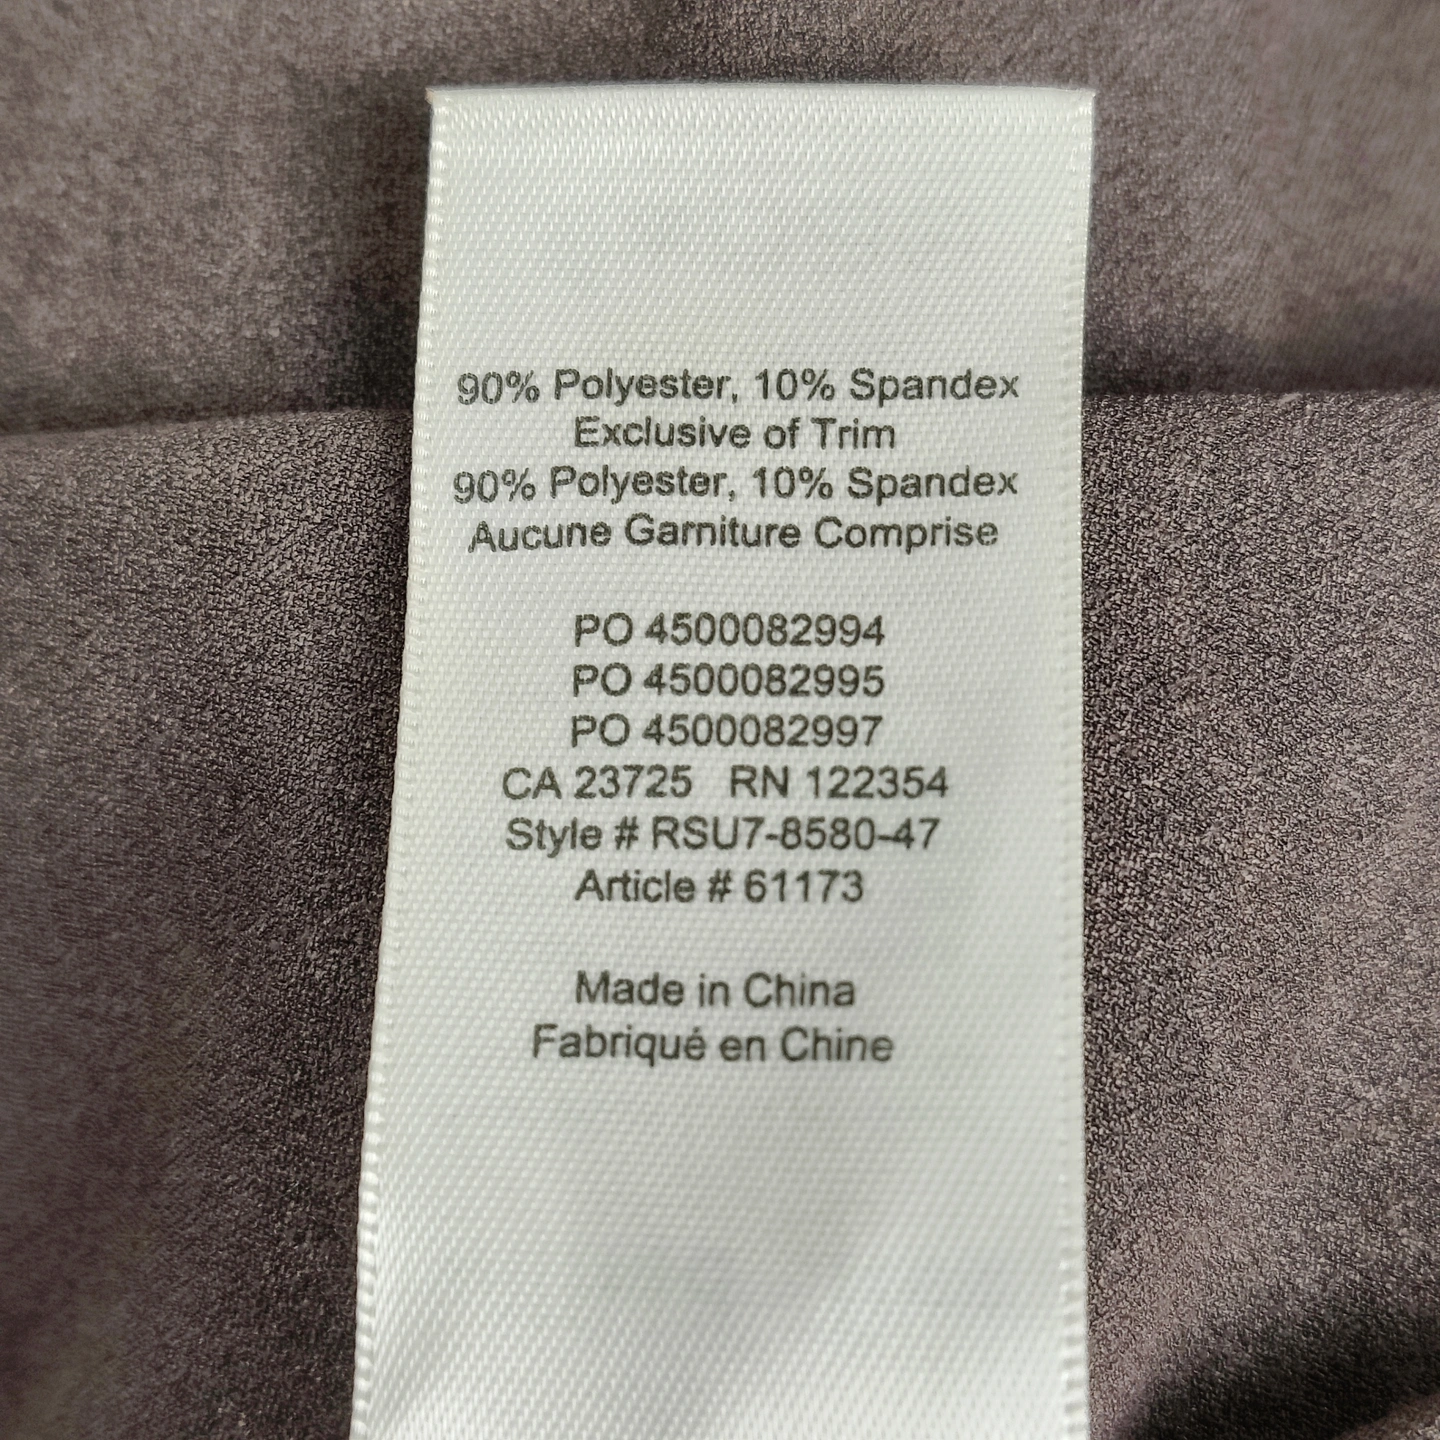 90% Polyester, 10% Spandex
Exclusive of Trim
90% Polyester, 10% Spandex
Aucune Garniture Comprise
PO 4500082994
PO 4500082995
PO 4500082997
CA 23725 RN 122354
Style # RSU7-8580-47
Article # 61173
Made in China
Fabriqué en Chine